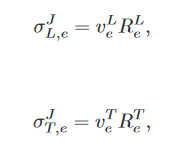 σ^J_{L,e} = v^L_e R^L_e,
σ^J_{T,e} = v^T_e R^T_e,